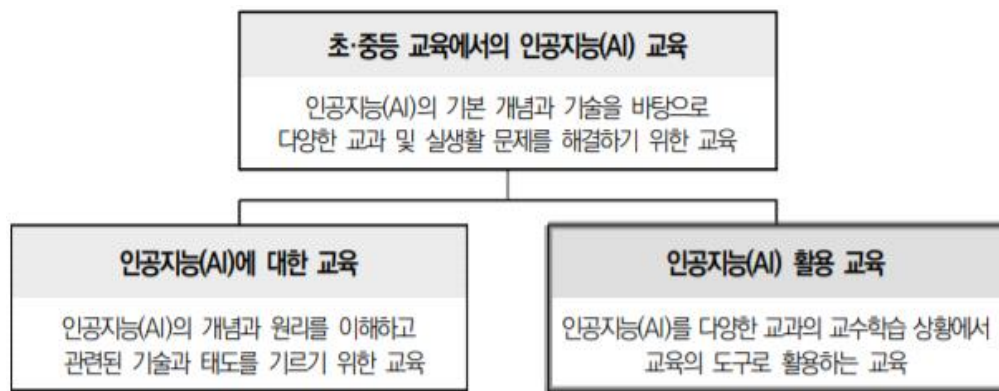 초·중등 교육에서의 인공지능(AI) 교육
인공지능(AI)의 기본 개념과 기술을 바탕으로
다양한 교과 및 실생활 문제를 해결하기 위한 교육
인공지능(AI)에 대한 교육
인공지능(AI)의 개념과 원리를 이해하고
관련된 기술과 태도를 기르기 위한 교육
인공지능(AI) 활용 교육
인공지능(AI)를 다양한 교과의 교수학습 상황에서
교육의 도구로 활용하는 교육